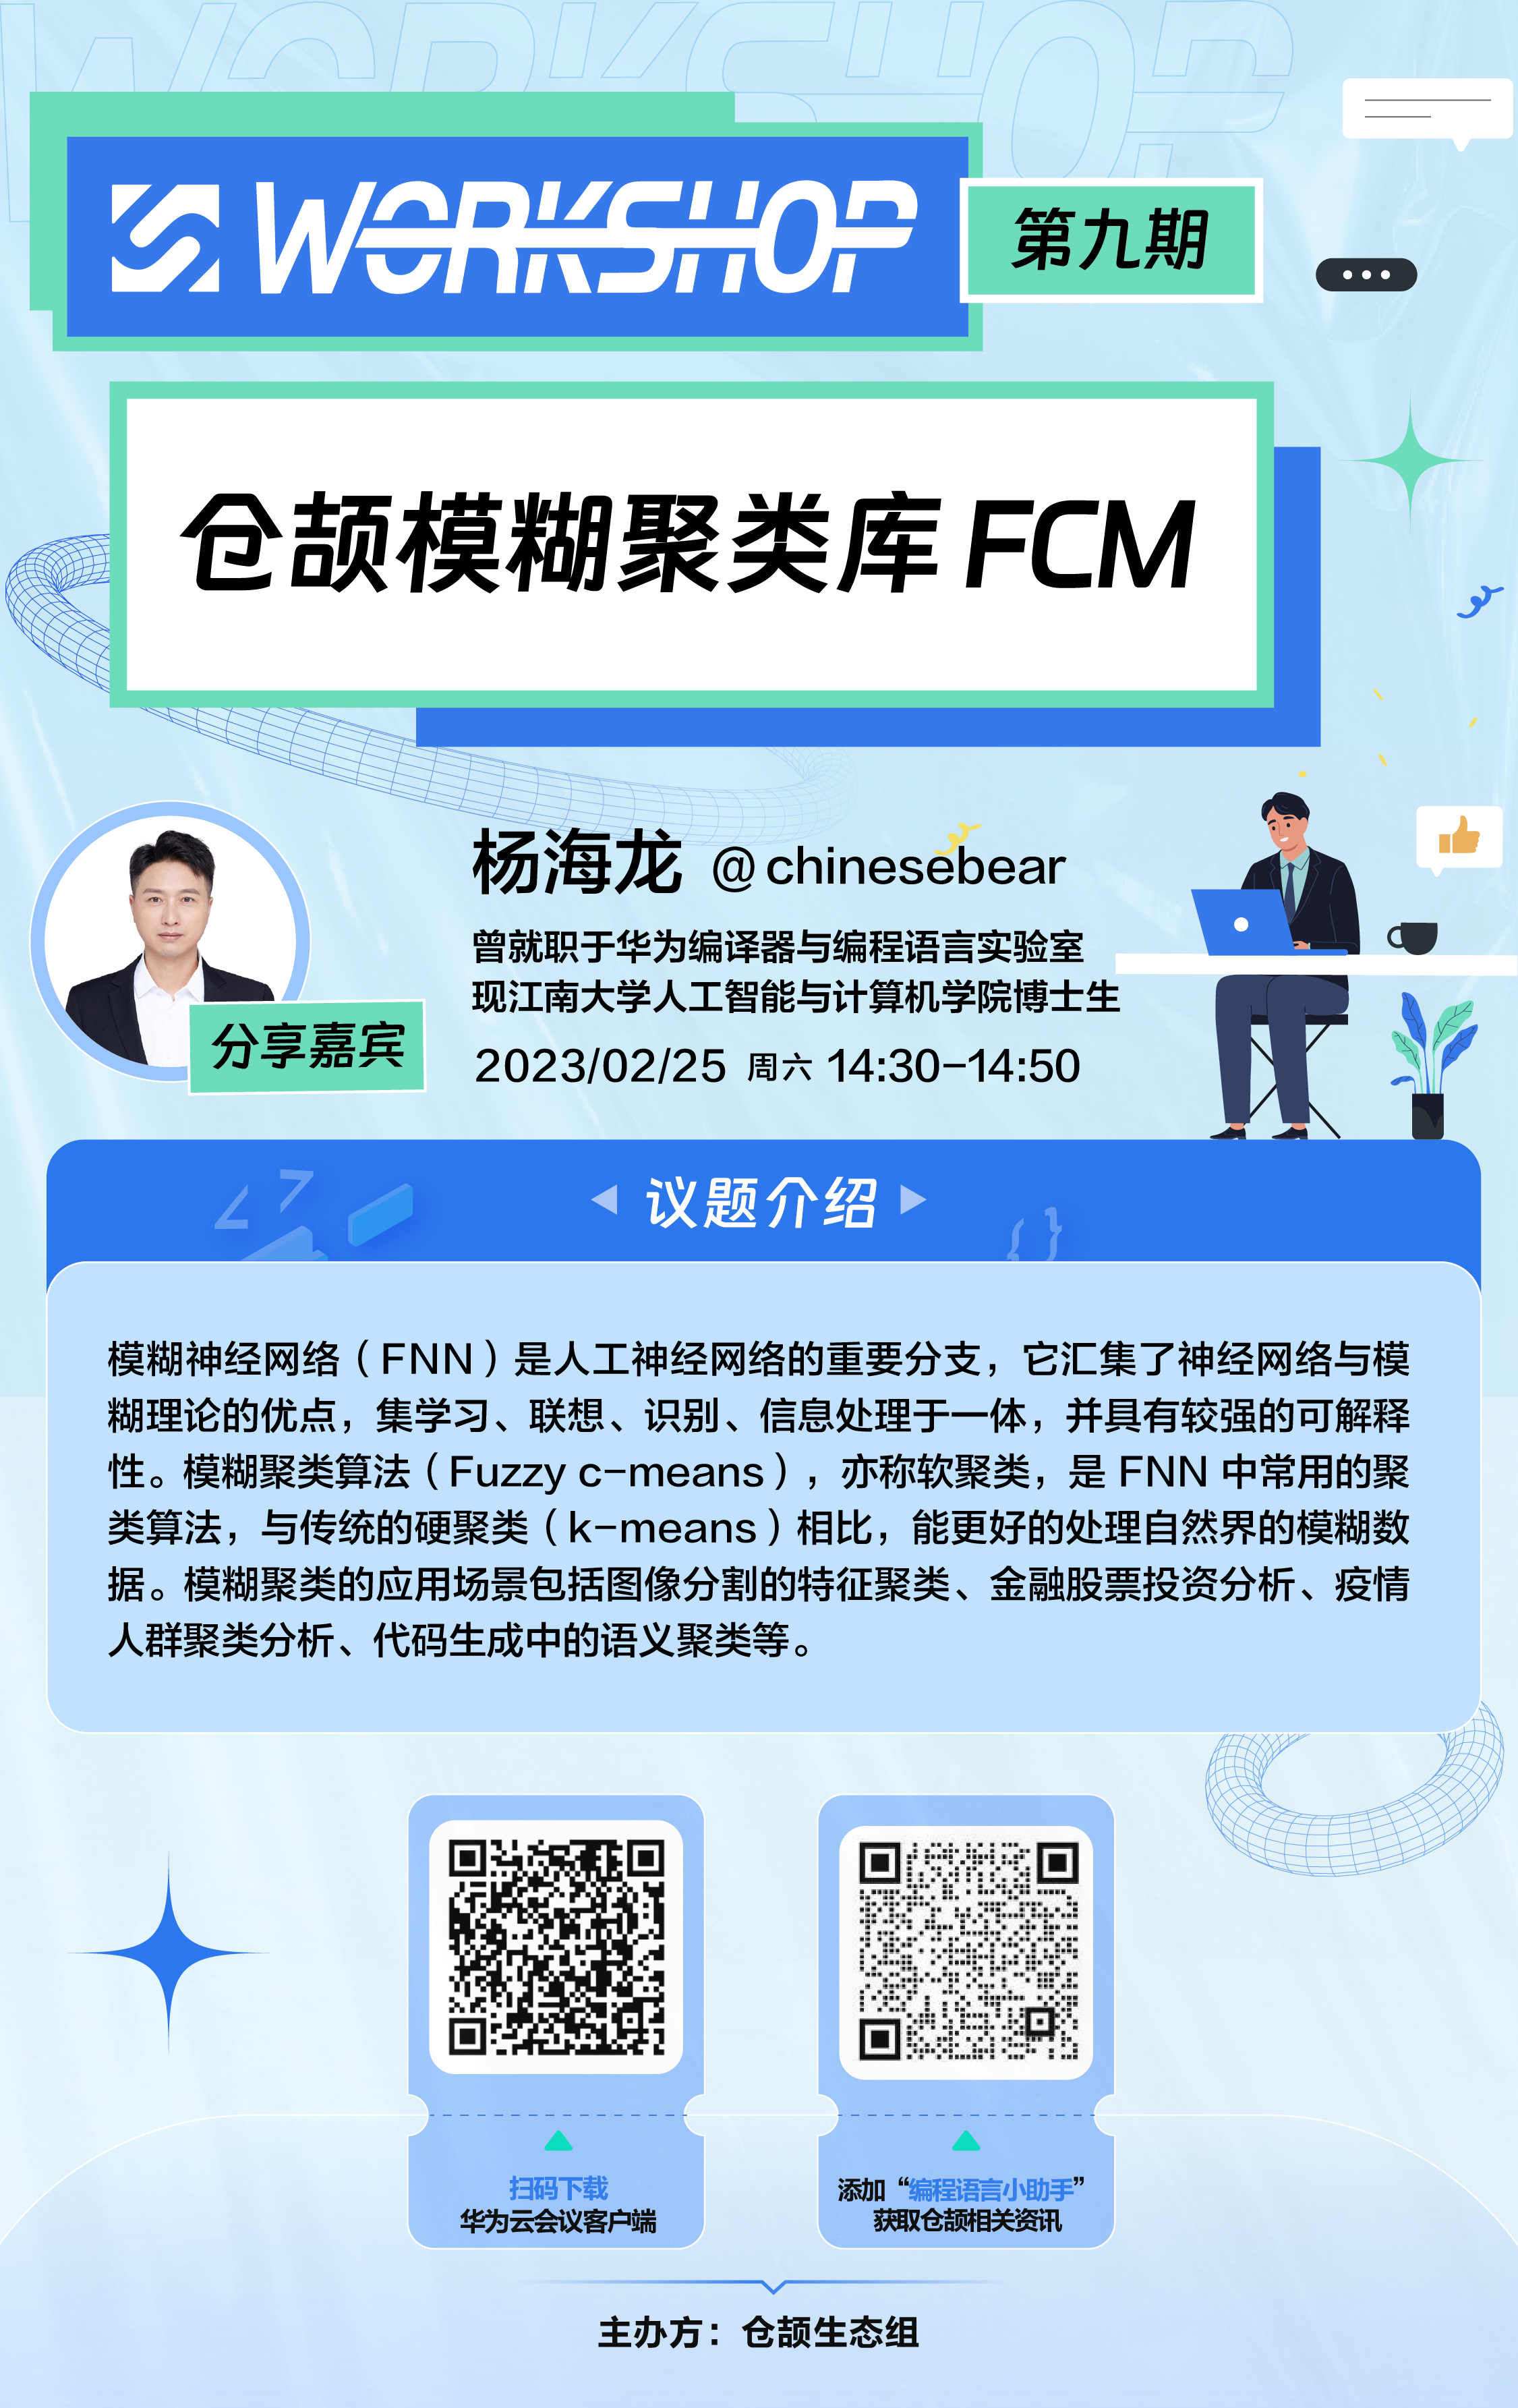 WORKSHOP
WORKSHOP
第九期
仓颉模糊聚类库 FCM
杨海龙 @chinesebear
曾就职于华为编译器与编程语言实验室
现江南大学人工智能与计算机学院博士生
分享嘉宾
2023/02/25 周六 14:30-14:50
议题介绍
模糊神经网络（FNN）是人工神经网络的重要分支，它汇集了神经网络与模
糊理论的优点，集学习、联想、识别、信息处理于一体，并具有较强的可解释
性。模糊聚类算法（Fuzzy c-means），亦称软聚类，是 FNN 中常用的聚
类算法，与传统的硬聚类（k-means）相比，能更好的处理自然界的模糊数
据。模糊聚类的应用场景包括图像分割的特征聚类、金融股票投资分析、疫情
人群聚类分析、代码生成中的语义聚类等。
扫码下载
华为云会议客户端
添加“编程语言小助手”
获取仓颉相关资讯
主办方：仓颉生态组